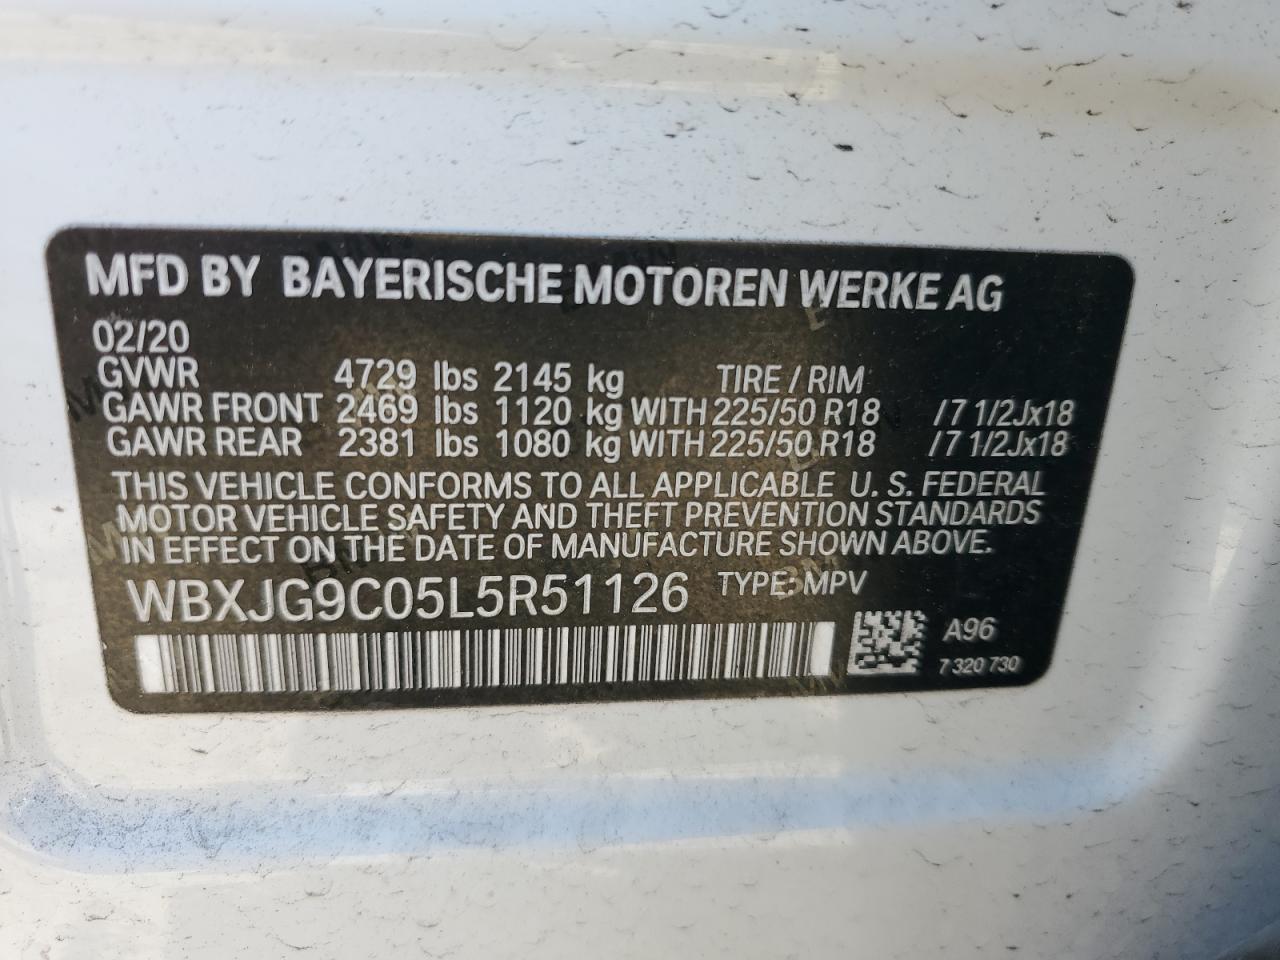 MFD BY BAYERISCHE MOTOREN WERKE AG
02/20
GVWR 4729 lbs 2145 kg TIRE / RIM
GAWR FRONT 2469 lbs 1120 kg WITH 225/50 R18 / 7 1/2Jx18
GAWR REAR 2381 lbs 1080 kg WITH 225/50 R18 / 7 1/2Jx18
THIS VEHICLE CONFORMS TO ALL APPLICABLE U. S. FEDERAL
MOTOR VEHICLE SAFETY AND THEFT PREVENTION STANDARDS
IN EFFECT ON THE DATE OF MANUFACTURE SHOWN ABOVE.
WBXJG9C05L5R51126 TYPE: MPV
A96
7 320 730